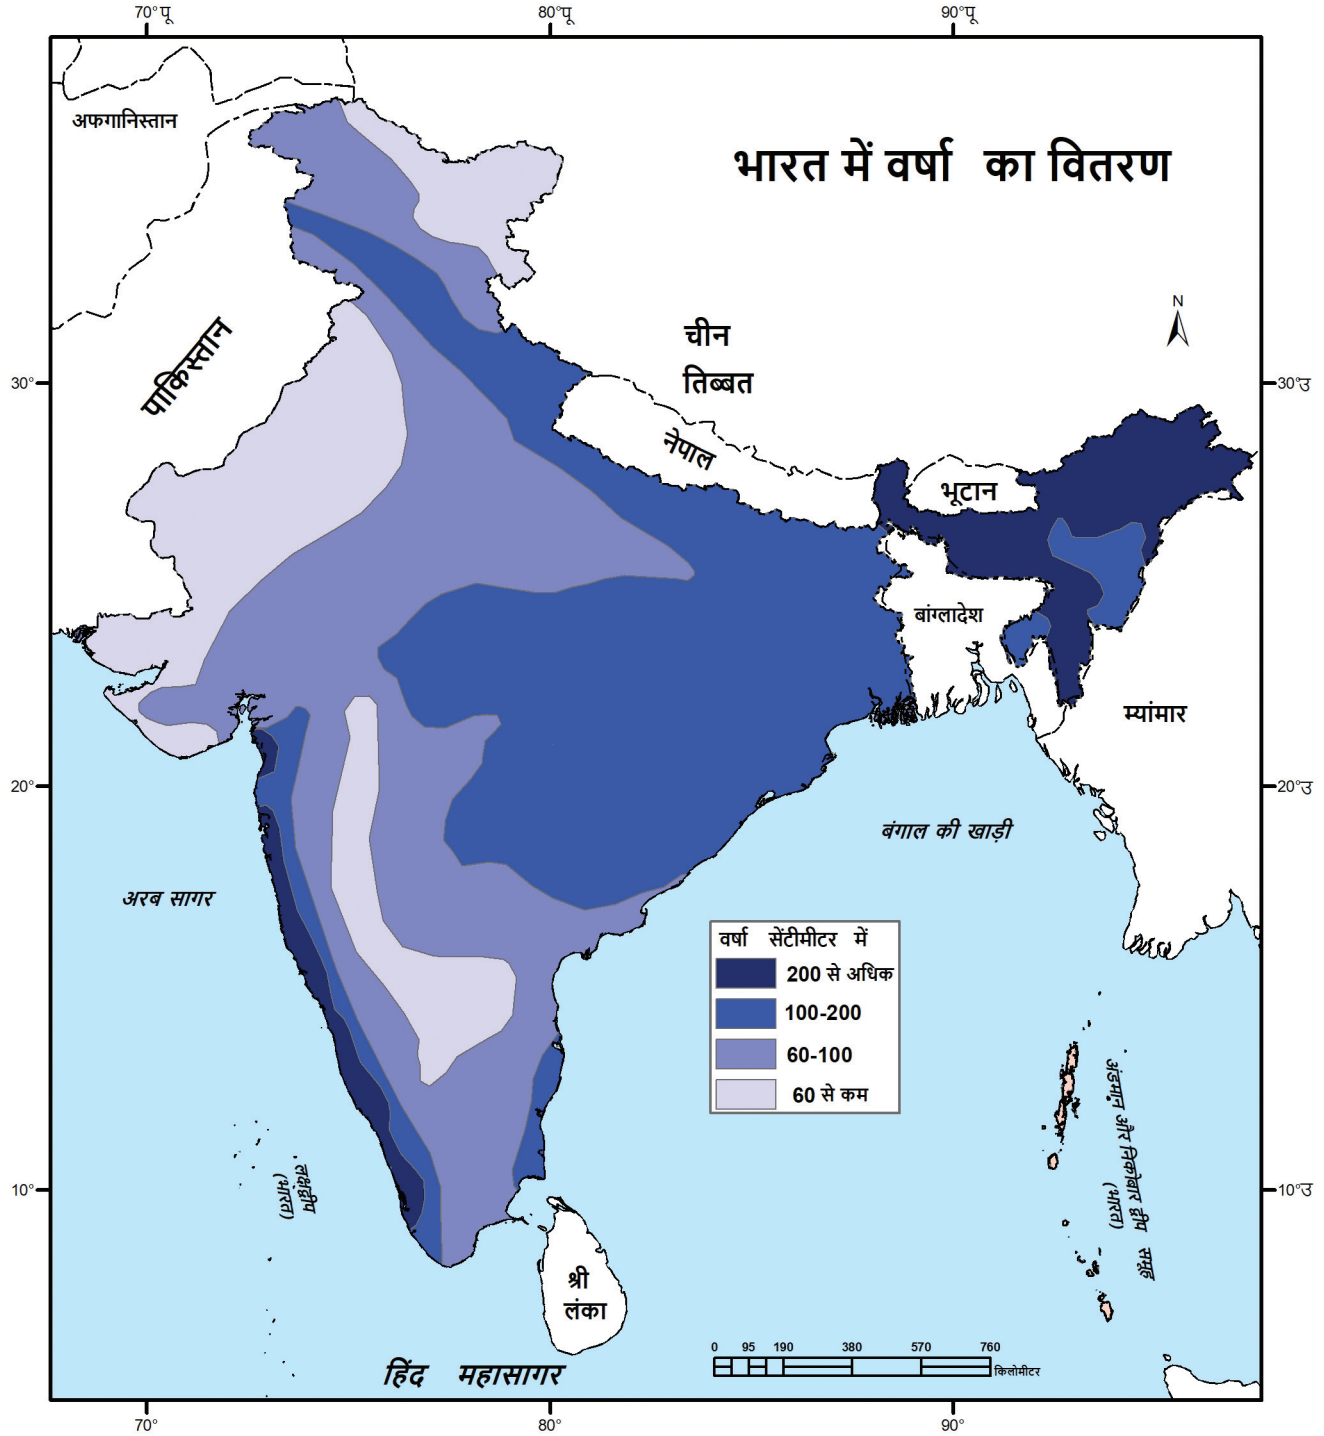 70°पू 80°पू 90°पू
अफगानिस्तान
भारत में वर्षा का वितरण
N
पाकिस्तान
चीन
तिब्बत
30° 30°उ
नेपाल
भूटान
बांग्लादेश
म्यांमार
20° 20°उ
बंगाल की खाड़ी
अरब सागर
वर्षा सेंटीमीटर में
200 से अधिक
100-200
60-100
60 से कम
अंडमान और निकोबार द्वीप समूह
(भारत)
लक्षद्वीप
(भारत)
10° 10°उ
श्री
लंका
0 95 190 380 570 760
किलोमीटर
हिंद महासागर
70° 80° 90°